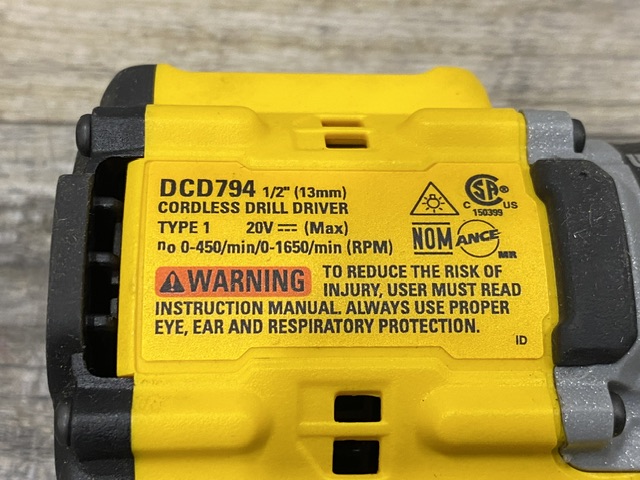 DCD794 1/2" (13mm)
CORDLESS DRILL DRIVER
TYPE 1 20V ⎓ (Max)
no 0-450/min/0-1650/min (RPM)
SA®
C US
150399
NOM ANCE
MR
⚠WARNING TO REDUCE THE RISK OF
INJURY, USER MUST READ
INSTRUCTION MANUAL. ALWAYS USE PROPER
EYE, EAR AND RESPIRATORY PROTECTION.
ID